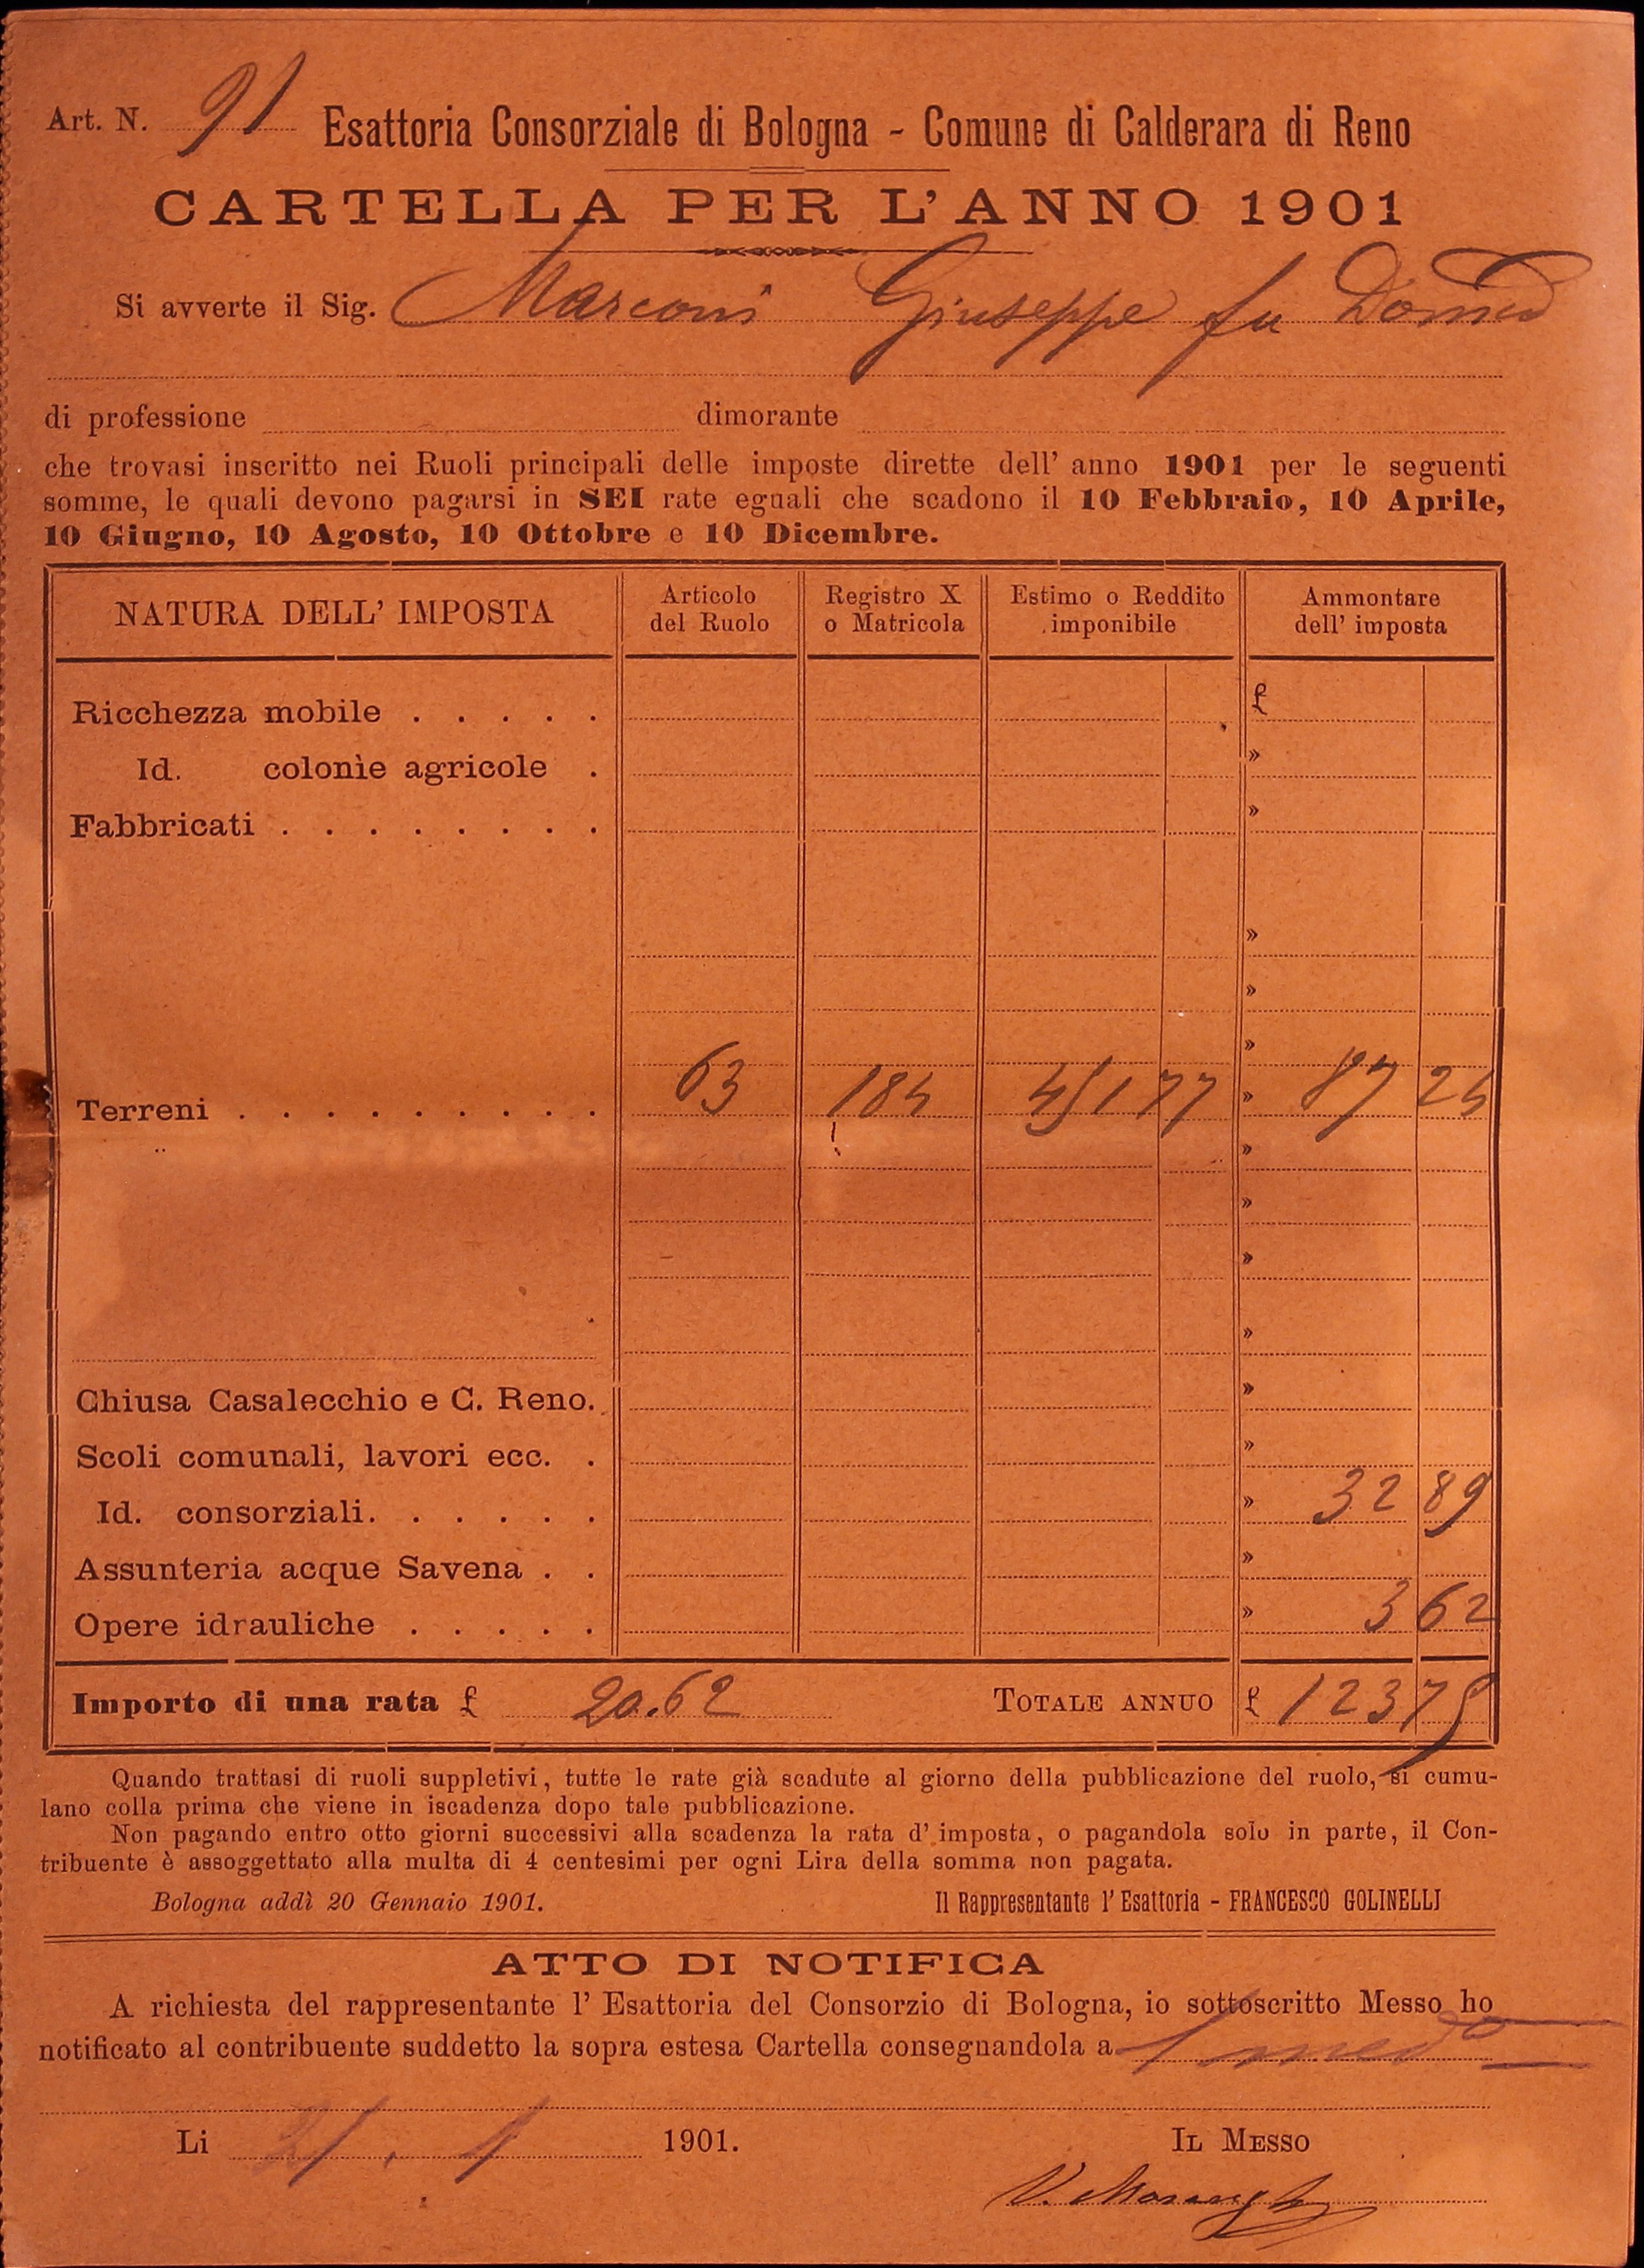 Art. N. 91 Esattoria Consorziale di Bologna - Comune di Calderara di Reno
CARTELLA PER L'ANNO 1901
Si avverte il Sig. Marconi Giuseppe fu Domco
di professione dimorante
che trovasi inscritto nei Ruoli principali delle imposte dirette dell' anno 1901 per le seguenti
somme, le quali devono pagarsi in SEI rate eguali che scadono il 10 Febbraio, 10 Aprile,
10 Giugno, 10 Agosto, 10 Ottobre e 10 Dicembre.
NATURA DELL' IMPOSTA Articolo del Ruolo Registro X o Matricola Estimo o Reddito imponibile Ammontare dell' imposta
Ricchezza mobile . . . . . £
Id. colonìe agricole . »
Fabbricati . . . . . . . . »
»
»
»
Terreni . . . . . . . . . 63 184 451 77 » 87 24
»
»
»
»
Chiusa Casalecchio e C. Reno. »
Scoli comunali, lavori ecc. . »
Id. consorziali. . . . . . » 32 89
Assunteria acque Savena . . »
Opere idrauliche . . . . . » 3 62
Importo di una rata £ 20.62 TOTALE ANNUO £ 123 75
Quando trattasi di ruoli suppletivi, tutte le rate già scadute al giorno della pubblicazione del ruolo, si cumu-
lano colla prima che viene in iscadenza dopo tale pubblicazione.
Non pagando entro otto giorni successivi alla scadenza la rata d' imposta, o pagandola solo in parte, il Con-
tribuente è assoggettato alla multa di 4 centesimi per ogni Lira della somma non pagata.
Bologna addì 20 Gennaio 1901. Il Rappresentante l' Esattoria - FRANCESCO GOLINELLI
ATTO DI NOTIFICA
A richiesta del rappresentante l' Esattoria del Consorzio di Bologna, io sottoscritto Messo ho
notificato al contribuente suddetto la sopra estesa Cartella consegnandola a
Li 1901. IL MESSO